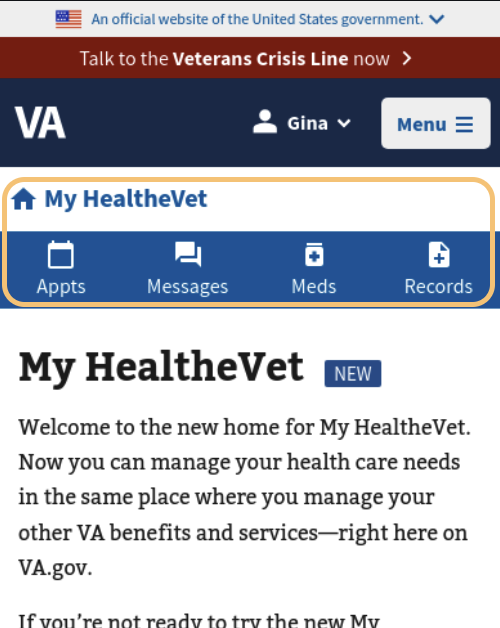 An official website of the United States government.
Talk to the Veterans Crisis Line now
VA
Gina
Menu
My HealtheVet
Appts
Messages
Meds
Records
My HealtheVet NEW
Welcome to the new home for My HealtheVet.
Now you can manage your health care needs
in the same place where you manage your
other VA benefits and services—right here on
VA.gov.
If you're not ready to try the new My